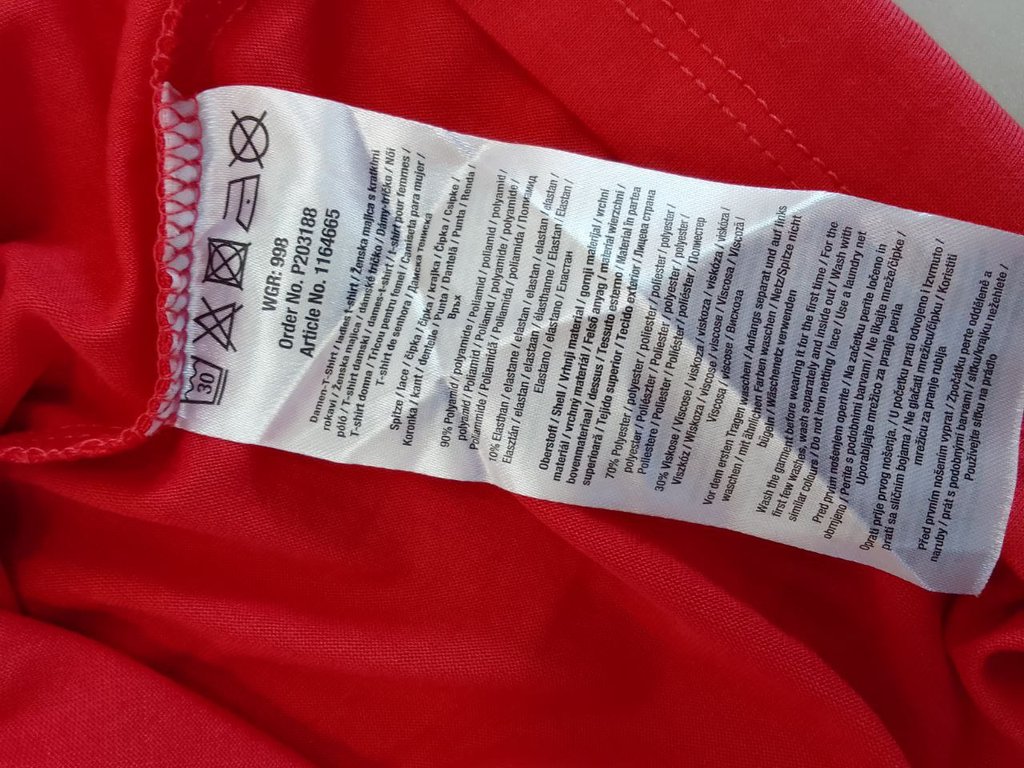 30
WGR: 998
Order No. P203188
Article No. 1164665
Damen-T-Shirt / ladies t-shirt / Ženska majica s kratkimi
rokavi / Ženska majica / dámské tričko / Dámy-tričko / Női
póló / T-shirt damski / dames-t-shirt / t-shirt pour femmes /
T-shirt donna / Tricou pentru femei / Camiseta para mujer /
T-shirt de senhora / Дамска тениска
Spitze / lace / čipka / Čipka / krajka / Čipka / Csipke /
Koronka / kant / dentelle / Pizzo / Dantelă / Punta / Renda /
Връх
90% Polyamid / polyamide / Poliamid / poliamid / polyamid /
polyamid / Poliamid / Poliamid / polyamide / polyamide /
Poliammide / Poliamidă / Poliamida / poliamida / Полиамид
10% Elasthan / elastane / elastan / elastan / elastan / elastan /
Elasztán / elastan / elastaan / élasthanne / Elastan / Elastan /
Elastano / elastano / Еластан
Oberstoff / Shell / Vrhnji material / gornji materijal / vrchní
materiál / vrchný materiál / Felső anyag / materiał wierzchni /
bovenmateriaal / dessus / Tessuto esterno / Material în partea
superioară / Tejido superior / Tecido exterior / Лицева страна
70% Polyester / polyester / poliester / poliester / polyester /
polyester / Poliészter / Poliester / polyester / polyester /
Poliestere / Poliester / Poliéster / poliéster / Полиестер
30% Viskose / Viscose / viskoza / viskoza / viskóza / viskóza /
Viszkóz / Wiskoza / viscose / viscose / Viscosa / Viscoză /
Viscosa / viscose / Вискоза
Vor dem ersten Tragen waschen / Anfangs separat und auf links
waschen / mit ähnlichen Farben waschen / Netz/Spitze nicht
bügeln / Wäschenetz verwenden
Wash the garment before wearing it for the first time / For the
first few washes, wash separately and inside out / Wash with
similar colours / Do not iron netting / lace / Use a laundry net
Pred prvim nošenjem operite / Na začetku perite ločeno in
obrnjeno / Perite s podobnimi barvami / Ne likajte mreže/čipke /
Uporabljajte mrežico za pranje perila
Oprati prije prvog nošenja / U početku prati odvojeno i izvrnuto /
prati sa sličnim bojama / Ne glačati mrežicu/čipku / Koristiti
mrežicu za pranje rublja
Před prvním nošením vyprat / Zpočátku perte odděleně a
naruby / prát s podobnými barvami / síťku/krajku nežehlete /
Používejte síťku na prádlo